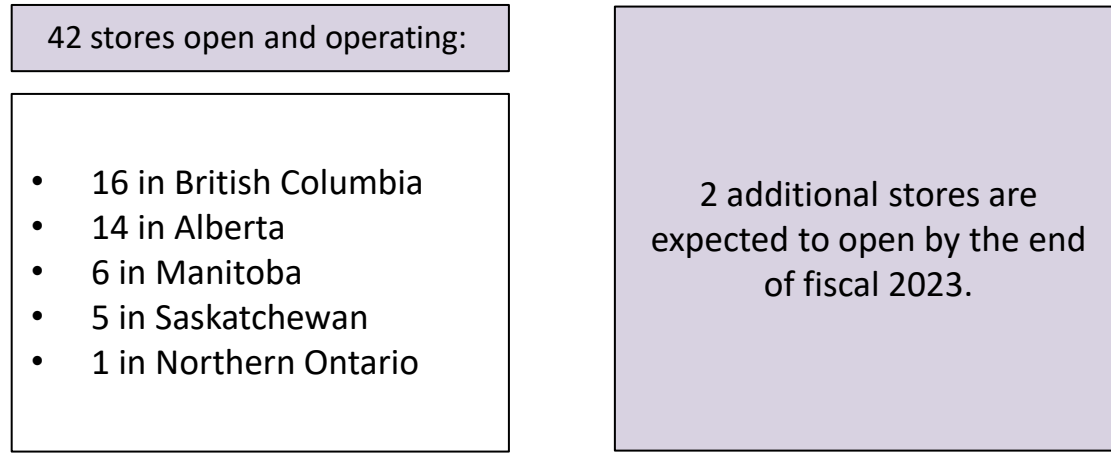 42 stores open and operating:
• 16 in British Columbia
• 14 in Alberta
• 6 in Manitoba
• 5 in Saskatchewan
• 1 in Northern Ontario
2 additional stores are
expected to open by the end
of fiscal 2023.